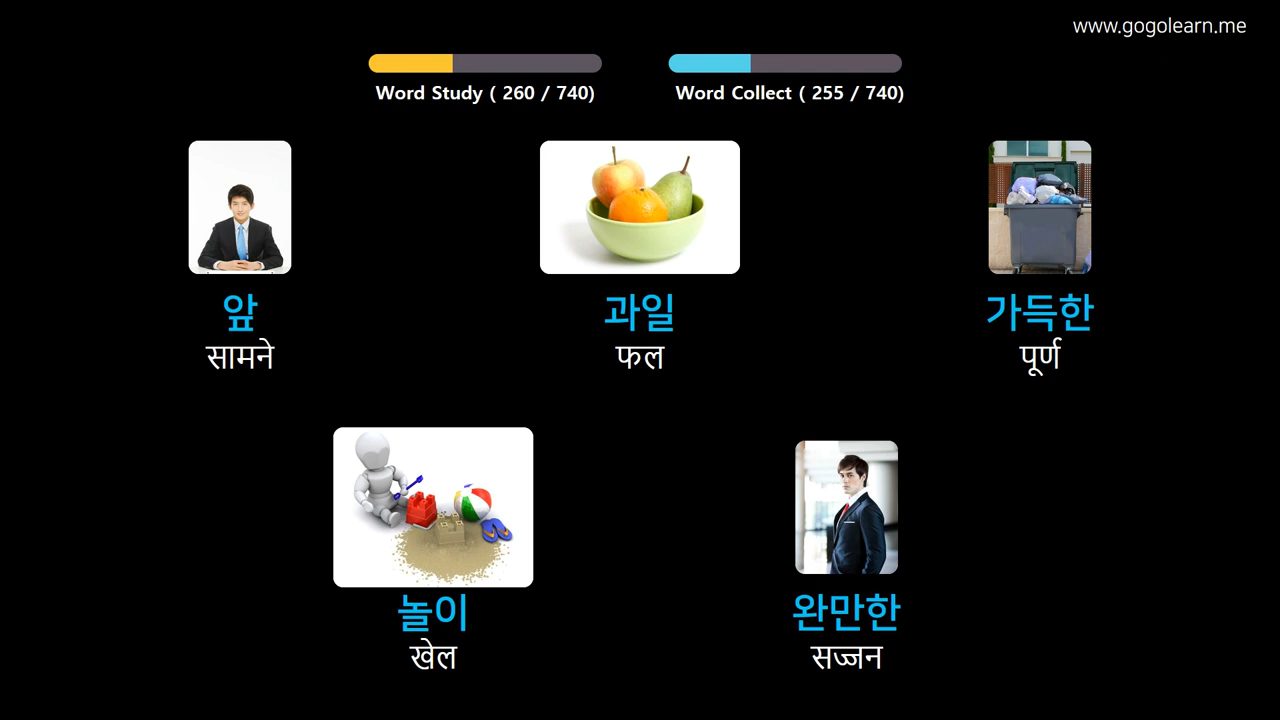 www.gogolearn.me
Word Study ( 260 / 740)
Word Collect ( 255 / 740)
앞
सामने
과일
फल
가득한
पूर्ण
놀이
खेल
완만한
सज्जन